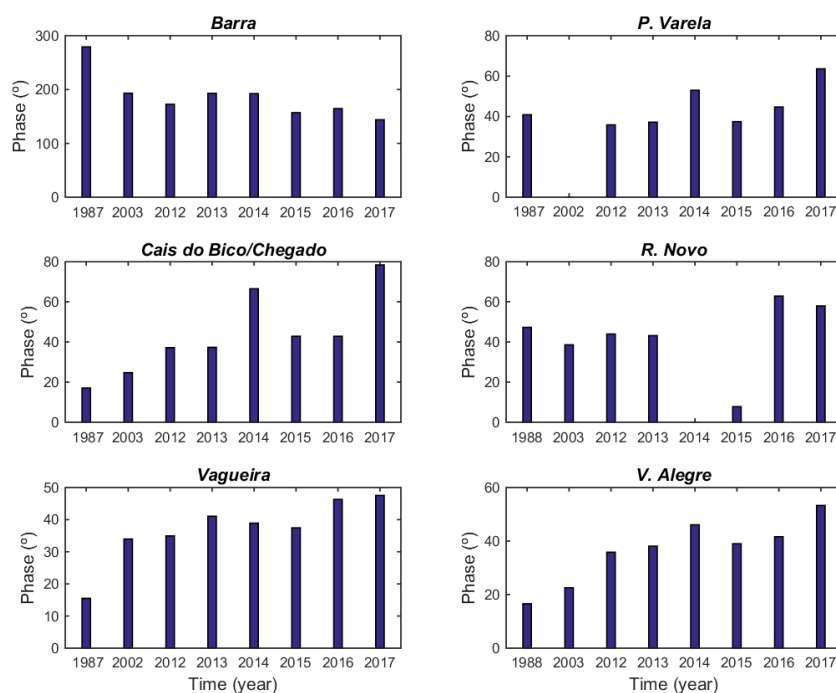 Barra
Phase (º)
300
200
100
0
1987 2003 2012 2013 2014 2015 2016 2017
P. Varela
Phase (º)
80
60
40
20
0
1987 2002 2012 2013 2014 2015 2016 2017
Cais do Bico/Chegado
Phase (º)
80
60
40
20
0
1987 2003 2012 2013 2014 2015 2016 2017
R. Novo
Phase (º)
80
60
40
20
0
1988 2003 2012 2013 2014 2015 2016 2017
Vagueira
Phase (º)
50
40
30
20
10
0
1987 2002 2012 2013 2014 2015 2016 2017
Time (year)
V. Alegre
Phase (º)
60
40
20
0
1988 2003 2012 2013 2014 2015 2016 2017
Time (year)